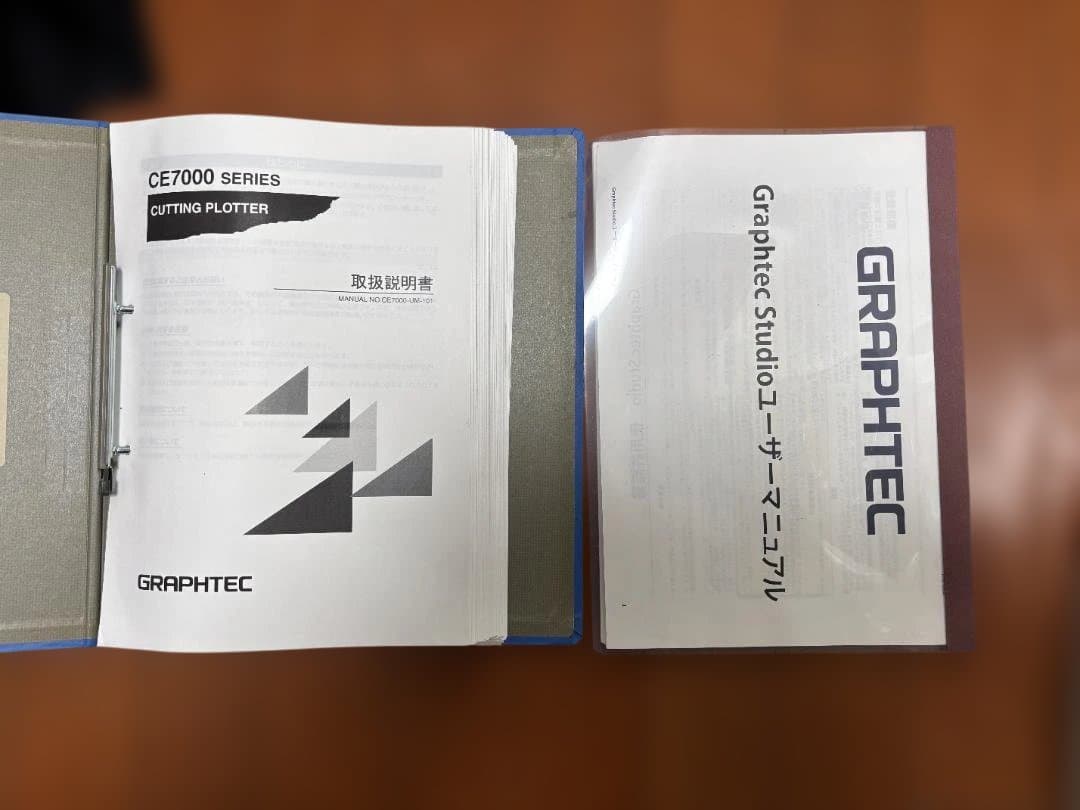 CE7000 SERIES
CUTTING PLOTTER
取扱説明書
MANUAL NO.CE7000-UM-101
GRAPHTEC
GRAPHTEC
Graphtec Studioユーザーマニュアル
1